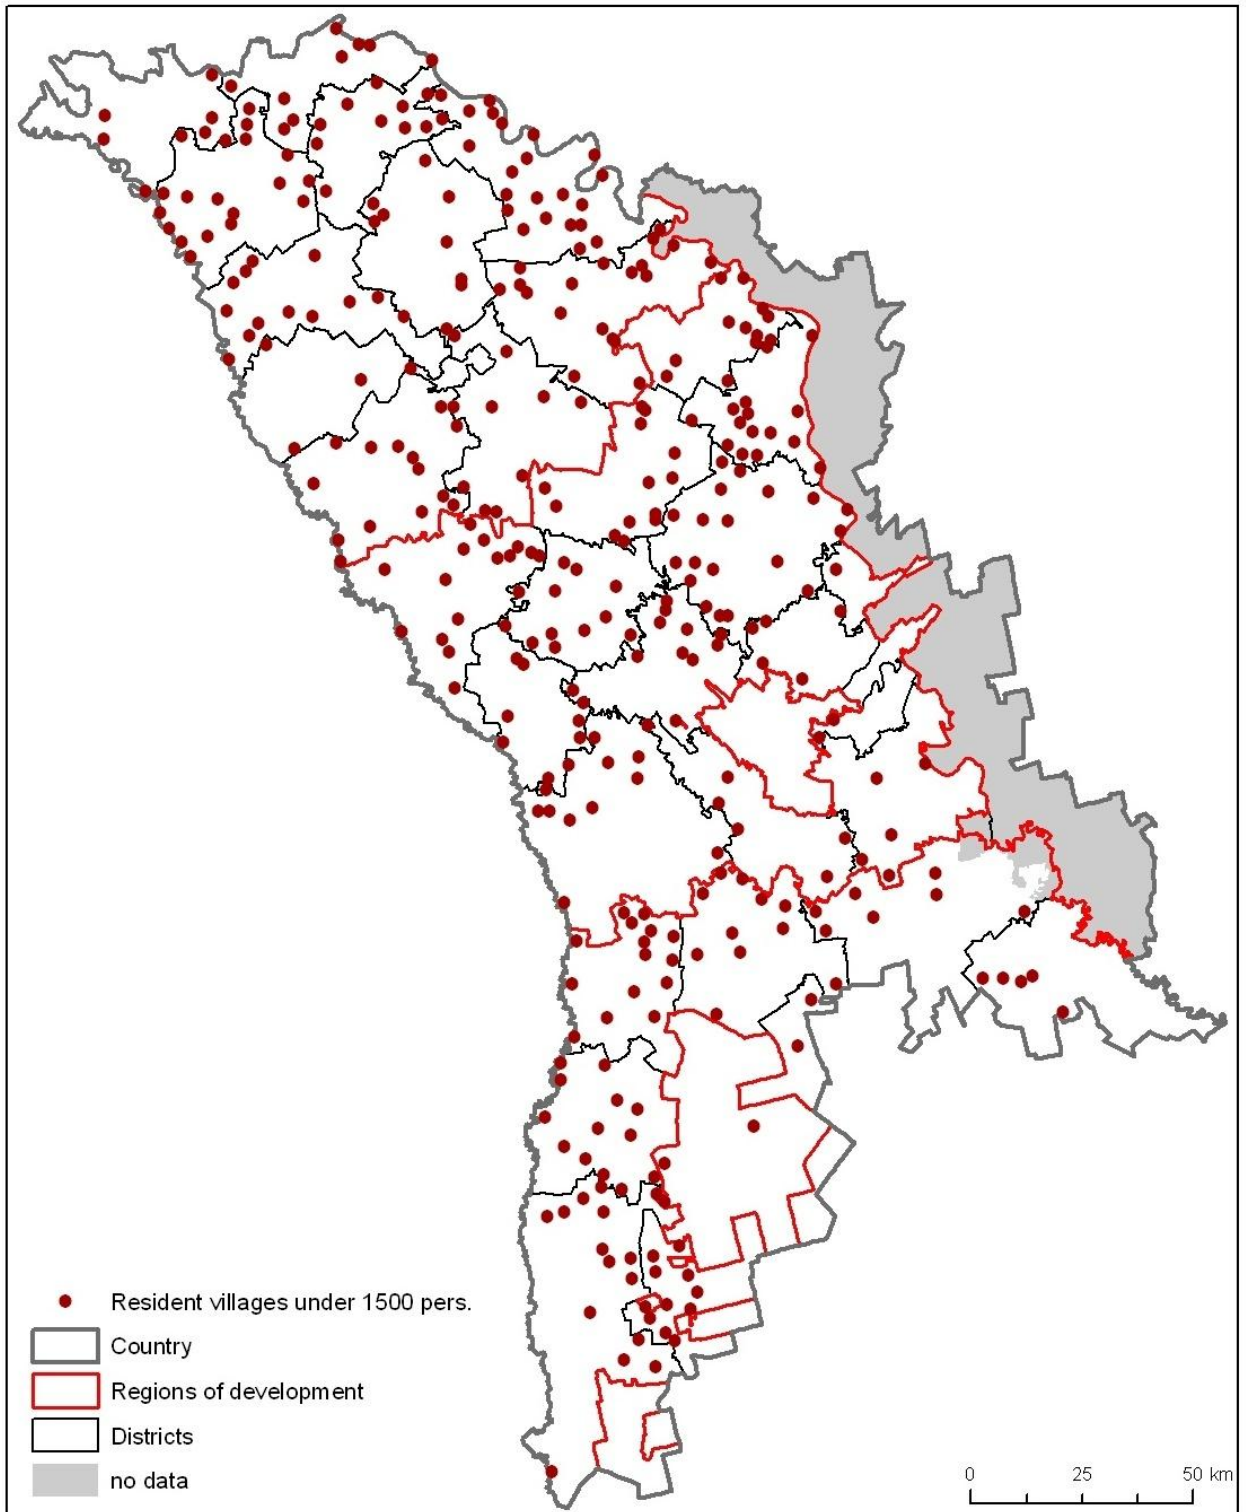 Resident villages under 1500 pers.
Country
Regions of development
Districts
no data
0 25 50 km